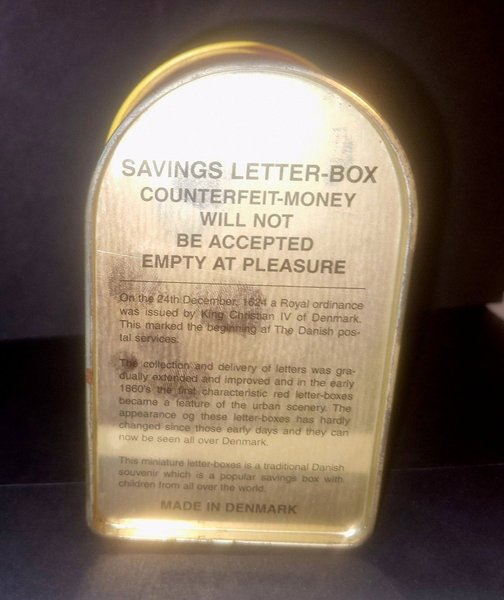 SAVINGS LETTER-BOX
COUNTERFEIT-MONEY
WILL NOT
BE ACCEPTED
EMPTY AT PLEASURE
On the 24th December, 1624 a Royal ordinance
was issued by King Christian IV of Denmark.
This marked the beginning af The Danish pos-
tal services.
The collection and delivery of letters was gra-
dually extended and improved and in the early
1860's the first characteristic red letter-boxes
became a feature of the urban scenery. The
appearance og these letter-boxes has hardly
changed since those early days and they can
now be seen all over Denmark.
This miniature letter-boxes is a traditional Danish
souvenir which is a popular savings box with
children from all over the world.
MADE IN DENMARK